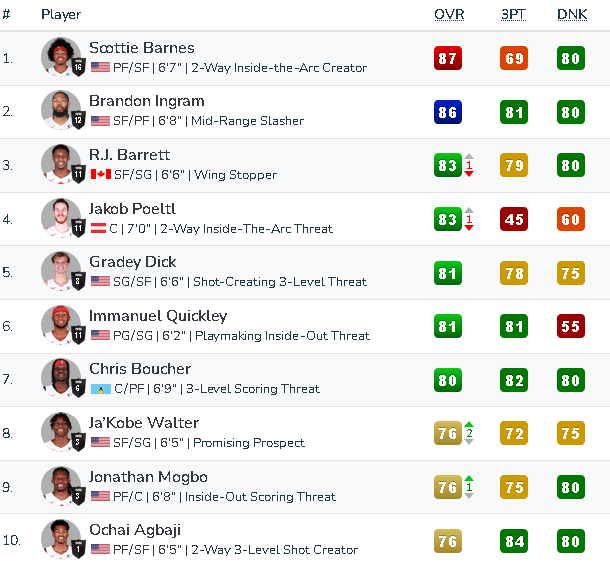 # Player OVR 3PT DNK
1. Scottie Barnes 87 69 80
16 PF/SF | 6'7" | 2-Way Inside-the-Arc Creator
2. Brandon Ingram 86 81 80
12 SF/PF | 6'8" | Mid-Range Slasher
3. R.J. Barrett 83 1 79 80
11 SF/SG | 6'6" | Wing Stopper
4. Jakob Poeltl 83 1 45 60
11 C | 7'0" | 2-Way Inside-The-Arc Threat
5. Gradey Dick 81 78 75
3 SG/SF | 6'6" | Shot-Creating 3-Level Threat
6. Immanuel Quickley 81 81 55
11 PG/SG | 6'2" | Playmaking Inside-Out Threat
7. Chris Boucher 80 82 80
6 C/PF | 6'9" | 3-Level Scoring Threat
8. Ja'Kobe Walter 76 2 72 75
3 SF/SG | 6'5" | Promising Prospect
9. Jonathan Mogbo 76 1 75 80
3 PF/C | 6'8" | Inside-Out Scoring Threat
10. Ochai Agbaji 76 84 80
1 PF/SF | 6'5" | 2-Way 3-Level Shot Creator